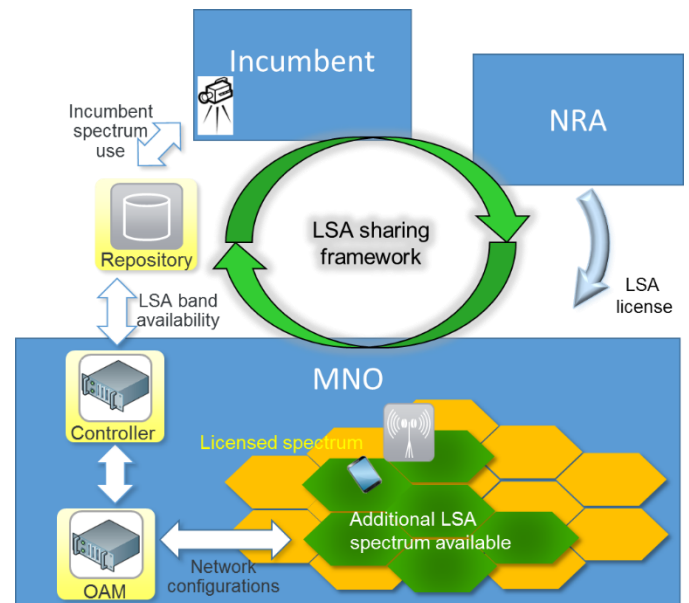 Incumbent
NRA
Incumbent
spectrum
use
Repository
LSA sharing
framework
LSA band
availability
LSA
license
MNO
Controller
Licensed spectrum
Additional LSA
spectrum available
Network
configurations
OAM